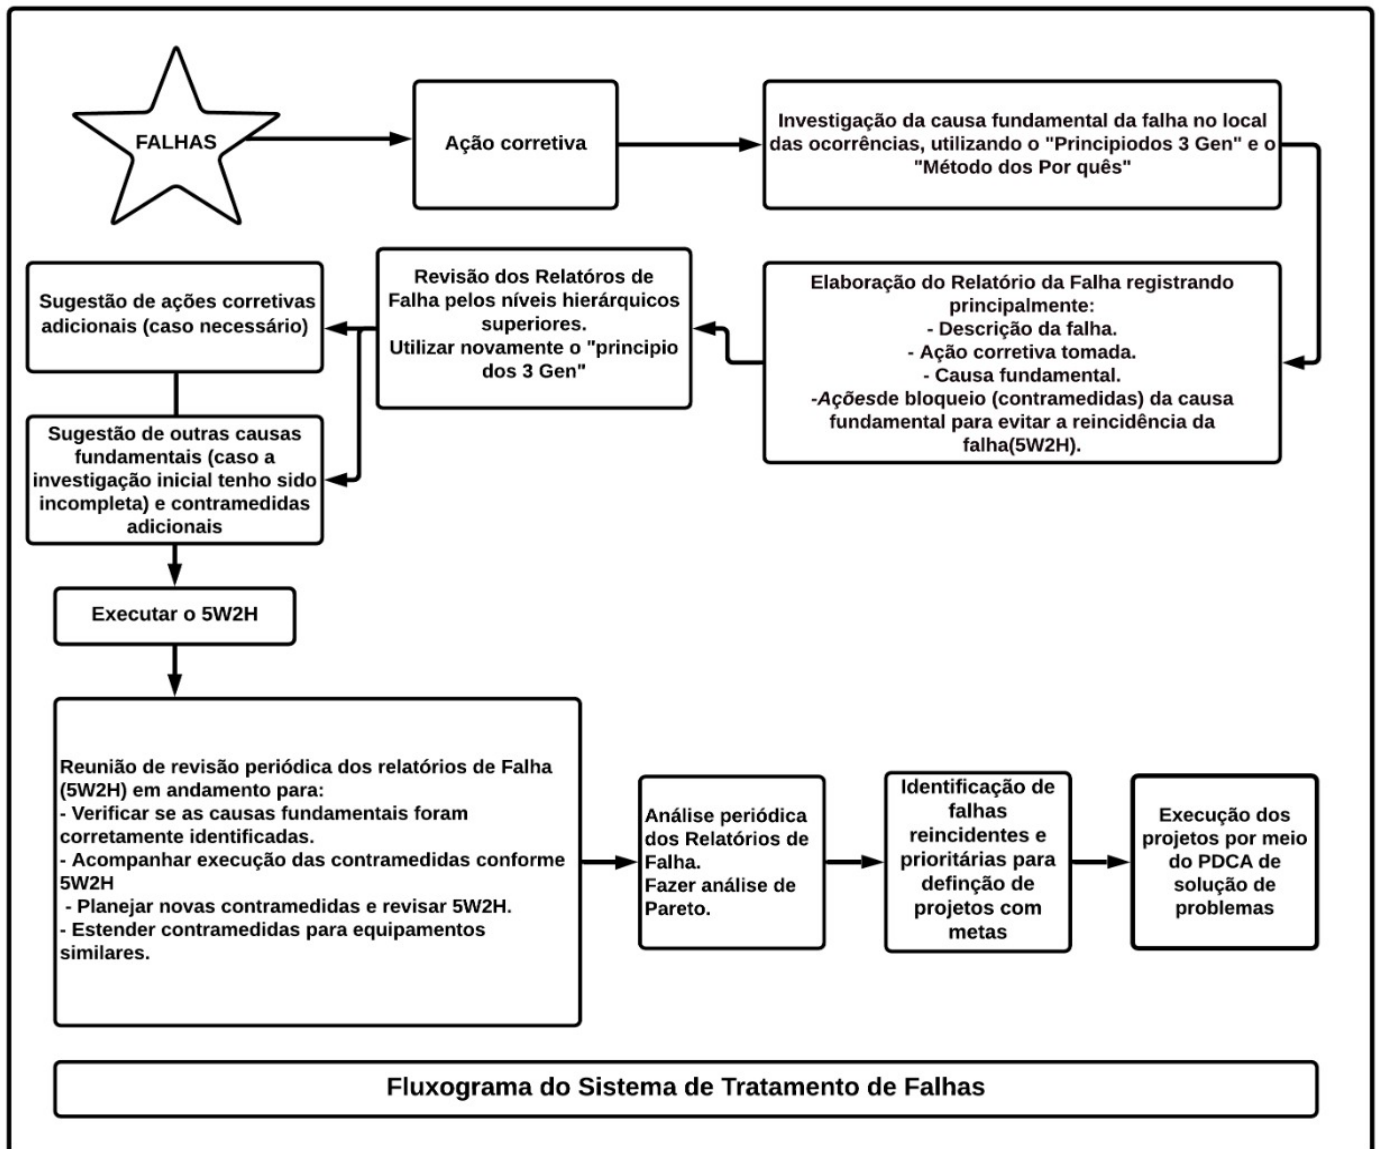 FALHAS
Ação corretiva
Investigação da causa fundamental da falha no local
das ocorrências, utilizando o "Principiodos 3 Gen" e o
"Método dos Por quês"
Elaboração do Relatório da Falha registrando
principalmente:
- Descrição da falha.
- Ação corretiva tomada.
- Causa fundamental.
-Açõesde bloqueio (contramedidas) da causa
fundamental para evitar a reincidência da
falha(5W2H).
Revisão dos Relatóros de
Falha pelos níveis hierárquicos
superiores.
Utilizar novamente o "principio
dos 3 Gen"
Sugestão de ações corretivas
adicionais (caso necessário)
Sugestão de outras causas
fundamentais (caso a
investigação inicial tenho sido
incompleta) e contramedidas
adicionais
Executar o 5W2H
Reunião de revisão periódica dos relatórios de Falha
(5W2H) em andamento para:
- Verificar se as causas fundamentais foram
corretamente identificadas.
- Acompanhar execução das contramedidas conforme
5W2H
- Planejar novas contramedidas e revisar 5W2H.
- Estender contramedidas para equipamentos
similares.
Análise periódica
dos Relatórios de
Falha.
Fazer análise de
Pareto.
Identificação de
falhas
reincidentes e
prioritárias para
definção de
projetos com
metas
Execução dos
projetos por meio
do PDCA de
solução de
problemas
Fluxograma do Sistema de Tratamento de Falhas